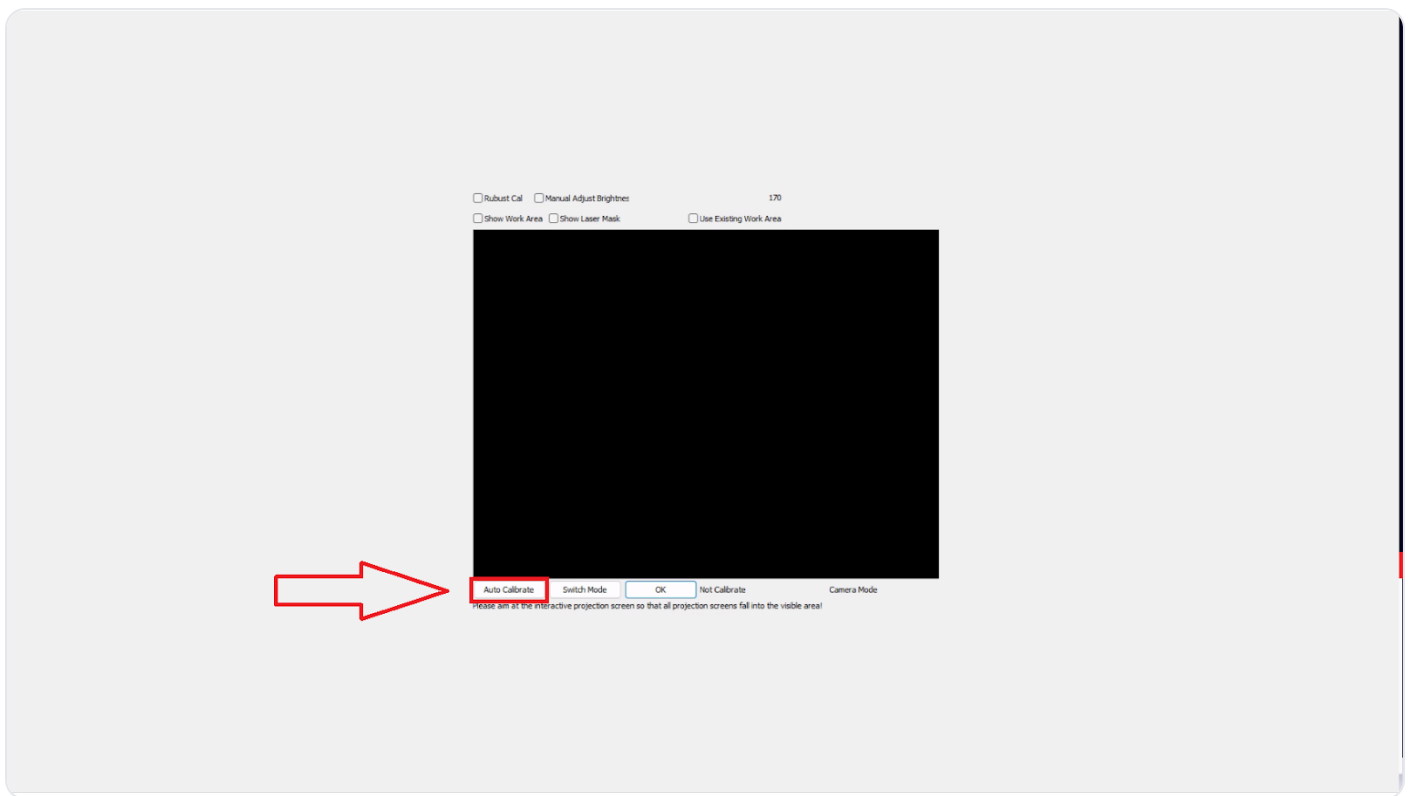 Rubust Cal Manual Adjust Brightnes 170
Show Work Area Show Laser Mask Use Existing Work Area
Auto Calibrate Switch Mode OK Not Calibrate Camera Mode
Please aim at the interactive projection screen so that all projection screens fall into the visible area!